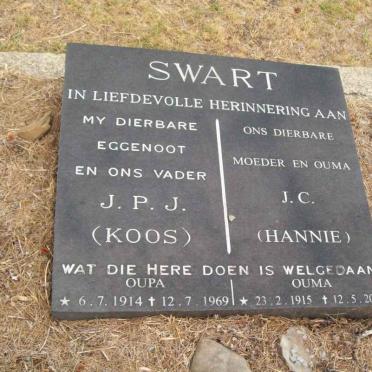 SWART
IN LIEFDEVOLLE HERINNERING AAN
MY DIERBARE
EGGENOOT
EN ONS VADER
J. P. J.
(KOOS)
ONS DIERBARE
MOEDER EN OUMA
J. C.
(HANNIE)
WAT DIE HERE DOEN IS WELGEDAAN
OUPA
★ 6.7.1914 ✝ 12.7.1969
OUMA
★ 23.2.1915 ✝ 12.5.20